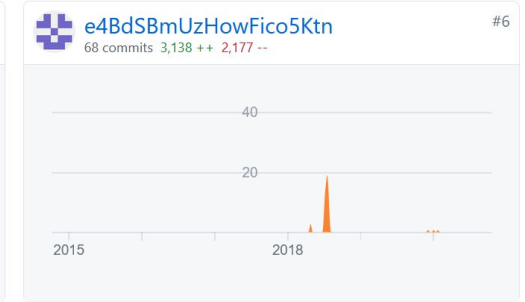 e4BdSBmUzHowFico5Ktn #6
68 commits 3,138 ++ 2,177 --
40
20
2015 2018